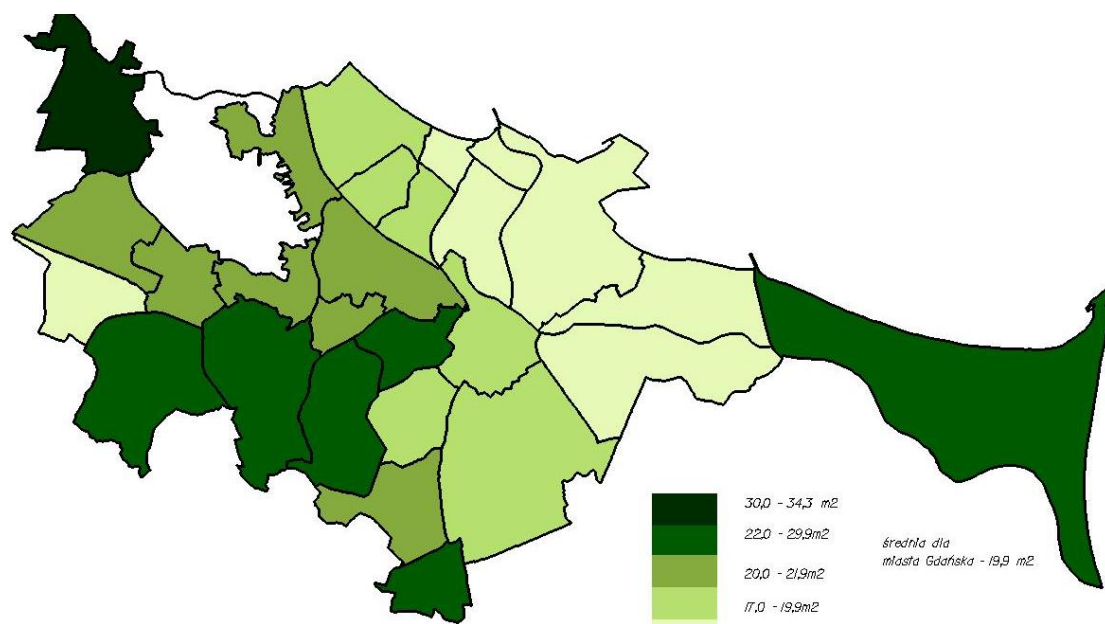 30,0 - 34,3 m2
22,0 - 29,9m2
20,0 - 21,9m2
17,0 - 19,9m2
średnia dla
miasta Gdańska - 19,9 m2